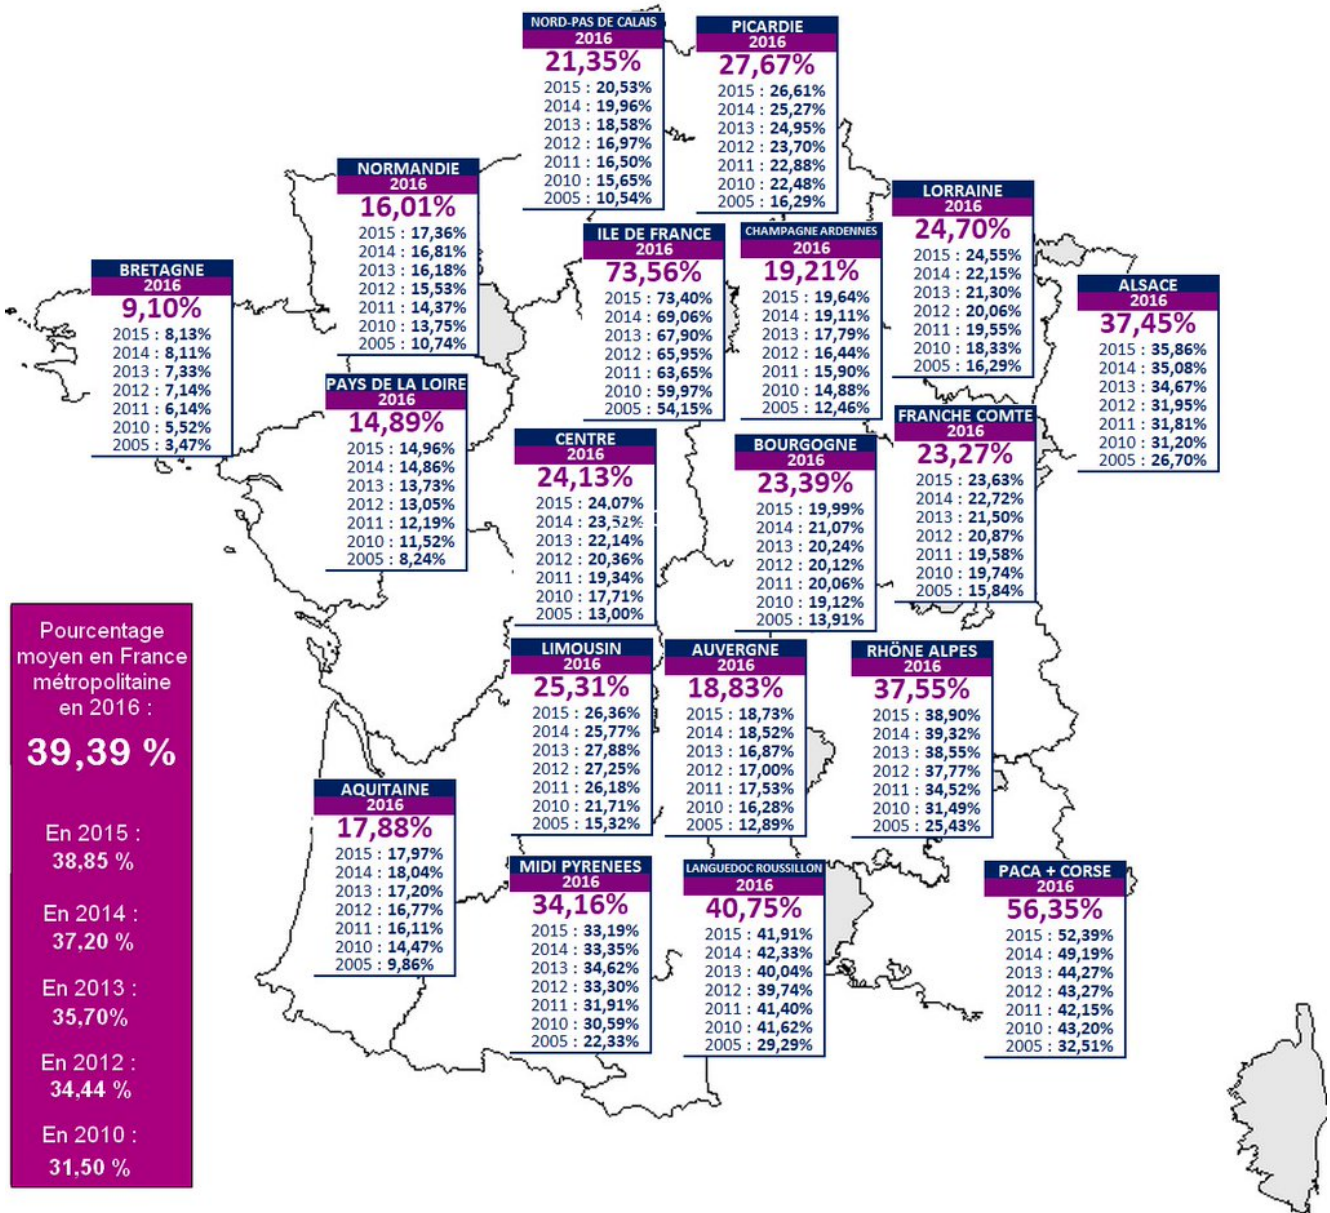 NORD-PAS DE CALAIS
2016
21,35%
2015 : 20,53%
2014 : 19,96%
2013 : 18,58%
2012 : 16,97%
2011 : 16,50%
2010 : 15,65%
2005 : 10,54%
PICARDIE
2016
27,67%
2015 : 26,61%
2014 : 25,27%
2013 : 24,95%
2012 : 23,70%
2011 : 22,88%
2010 : 22,48%
2005 : 16,29%
NORMANDIE
2016
16,01%
2015 : 17,36%
2014 : 16,81%
2013 : 16,18%
2012 : 15,53%
2011 : 14,37%
2010 : 13,75%
2005 : 10,74%
LORRAINE
2016
24,70%
2015 : 24,55%
2014 : 22,15%
2013 : 21,30%
2012 : 20,06%
2011 : 19,55%
2010 : 18,33%
2005 : 16,29%
ILE DE FRANCE
2016
73,56%
2015 : 73,40%
2014 : 69,06%
2013 : 67,90%
2012 : 65,95%
2011 : 63,65%
2010 : 59,97%
2005 : 54,15%
CHAMPAGNE ARDENNES
2016
19,21%
2015 : 19,64%
2014 : 19,11%
2013 : 17,79%
2012 : 16,44%
2011 : 15,90%
2010 : 14,88%
2005 : 12,46%
BRETAGNE
2016
9,10%
2015 : 8,13%
2014 : 8,11%
2013 : 7,33%
2012 : 7,14%
2011 : 6,14%
2010 : 5,52%
2005 : 3,47%
ALSACE
2016
37,45%
2015 : 35,86%
2014 : 35,08%
2013 : 34,67%
2012 : 31,95%
2011 : 31,81%
2010 : 31,20%
2005 : 26,70%
PAYS DE LA LOIRE
2016
14,89%
2015 : 14,96%
2014 : 14,86%
2013 : 13,73%
2012 : 13,05%
2011 : 12,19%
2010 : 11,52%
2005 : 8,24%
CENTRE
2016
24,13%
2015 : 24,07%
2014 : 23,52%
2013 : 22,14%
2012 : 20,36%
2011 : 19,34%
2010 : 17,71%
2005 : 13,00%
BOURGOGNE
2016
23,39%
2015 : 19,99%
2014 : 21,07%
2013 : 20,24%
2012 : 20,12%
2011 : 20,06%
2010 : 19,12%
2005 : 13,91%
FRANCHE COMTE
2016
23,27%
2015 : 23,63%
2014 : 22,72%
2013 : 21,50%
2012 : 20,87%
2011 : 19,58%
2010 : 19,74%
2005 : 15,84%
Pourcentage
moyen en France
métropolitaine
en 2016 :
39,39 %
En 2015 :
38,85 %
En 2014 :
37,20 %
En 2013 :
35,70%
En 2012 :
34,44 %
En 2010 :
31,50 %
LIMOUSIN
2016
25,31%
2015 : 26,36%
2014 : 25,77%
2013 : 27,88%
2012 : 27,25%
2011 : 26,18%
2010 : 21,71%
2005 : 15,32%
AUVERGNE
2016
18,83%
2015 : 18,73%
2014 : 18,52%
2013 : 16,87%
2012 : 17,00%
2011 : 17,53%
2010 : 16,28%
2005 : 12,89%
RHÖNE ALPES
2016
37,55%
2015 : 38,90%
2014 : 39,32%
2013 : 38,55%
2012 : 37,77%
2011 : 34,52%
2010 : 31,49%
2005 : 25,43%
AQUITAINE
2016
17,88%
2015 : 17,97%
2014 : 18,04%
2013 : 17,20%
2012 : 16,77%
2011 : 16,11%
2010 : 14,47%
2005 : 9,86%
MIDI PYRENEES
2016
34,16%
2015 : 33,19%
2014 : 33,35%
2013 : 34,62%
2012 : 33,30%
2011 : 31,91%
2010 : 30,59%
2005 : 22,33%
LANGUEDOC ROUSSILLON
2016
40,75%
2015 : 41,91%
2014 : 42,33%
2013 : 40,04%
2012 : 39,74%
2011 : 41,40%
2010 : 41,62%
2005 : 29,29%
PACA + CORSE
2016
56,35%
2015 : 52,39%
2014 : 49,19%
2013 : 44,27%
2012 : 43,27%
2011 : 42,15%
2010 : 43,20%
2005 : 32,51%